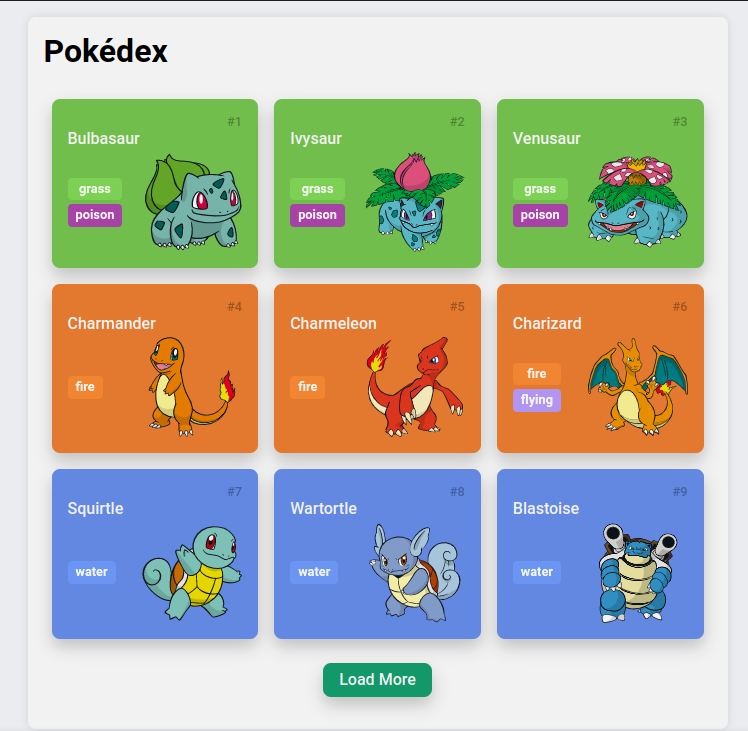 Pokédex
#1
Bulbasaur
grass
poison
#2
Ivysaur
grass
poison
#3
Venusaur
grass
poison
#4
Charmander
fire
#5
Charmeleon
fire
#6
Charizard
fire
flying
#7
Squirtle
water
#8
Wartortle
water
#9
Blastoise
water
Load More